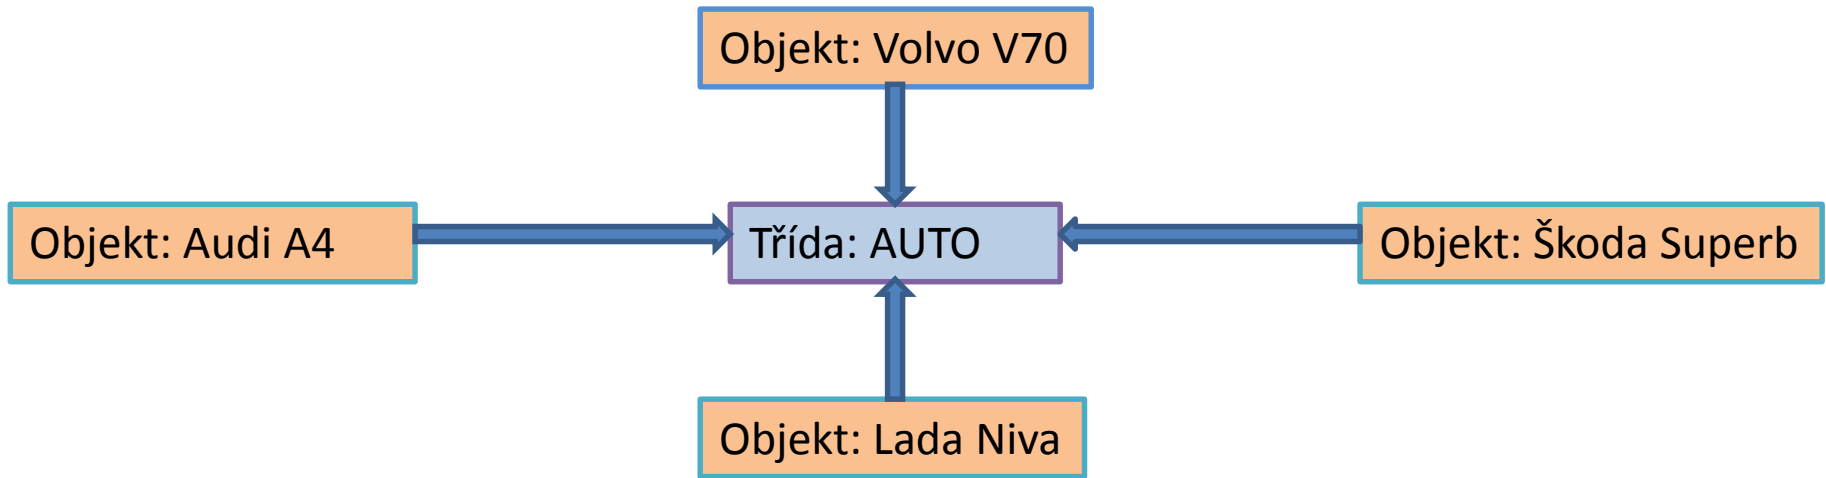 Objekt: Volvo V70
Objekt: Audi A4
Třída: AUTO
Objekt: Škoda Superb
Objekt: Lada Niva